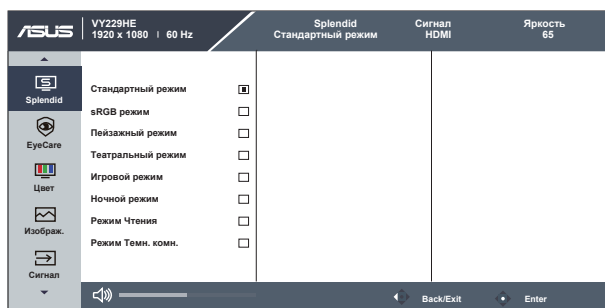 ASUS
VY229HE
1920 x 1080 | 60 Hz
Splendid
Стандартный режим
Сигнал
HDMI
Яркость
65
Splendid
EyeCare
Цвет
Изображ.
Сигнал
Стандартный режим
sRGB режим
Пейзажный режим
Театральный режим
Игровой режим
Ночной режим
Режим Чтения
Режим Темн. комн.
Back/Exit
Enter